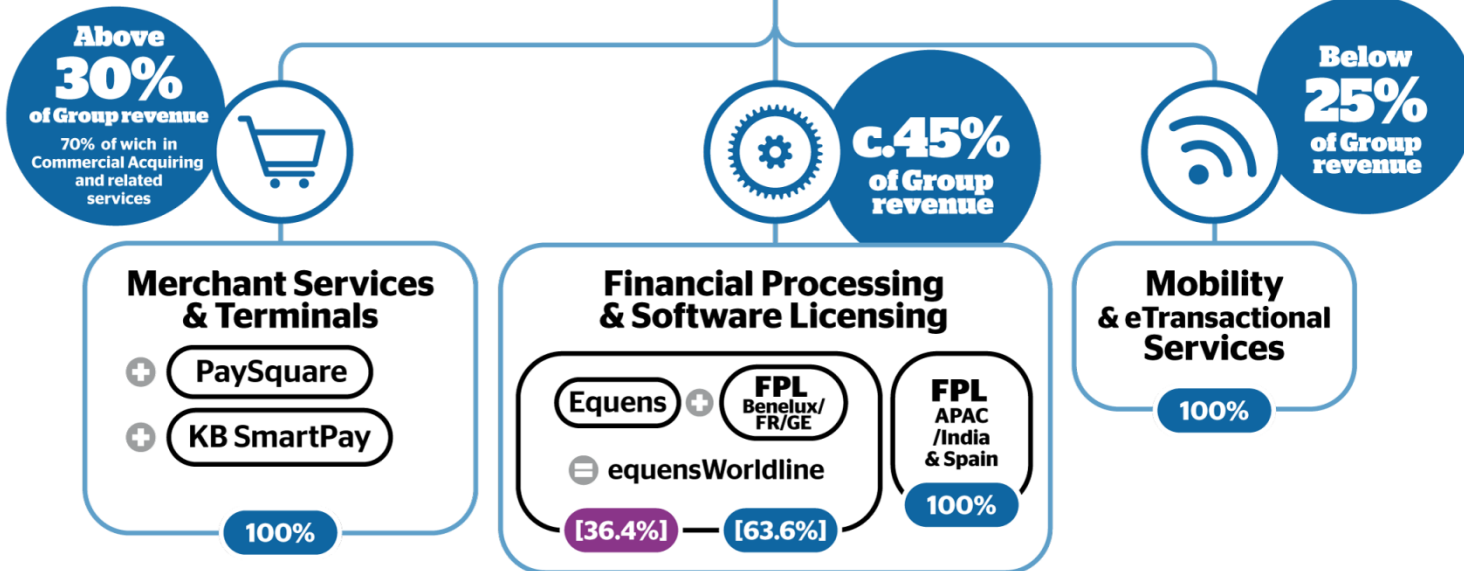 Above
30%
of Group revenue
70% of wich in
Commercial Acquiring
and related
services
c.45%
of Group
revenue
Below
25%
of Group
revenue
Merchant Services
& Terminals
+ PaySquare
+ KB SmartPay
100%
Financial Processing
& Software Licensing
Equens + FPL
Benelux/
FR/GE
= equensWorldline
[36.4%] [63.6%]
FPL
APAC
/India
& Spain
100%
Mobility
& eTransactional
Services
100%